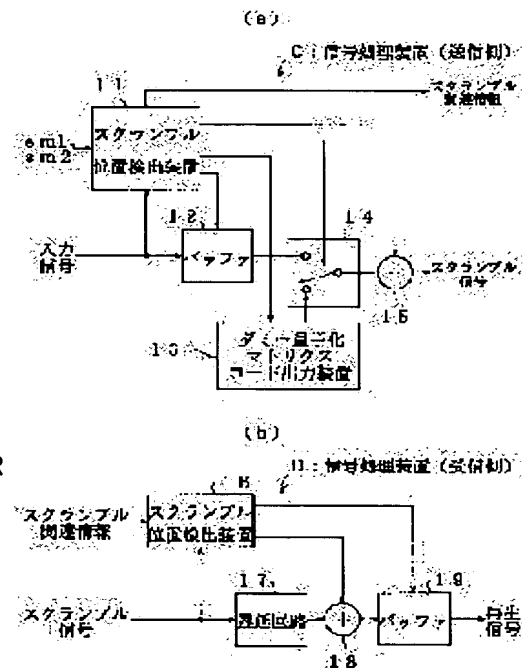 (a)
C：信号処理装置（送信側）
11
スクランブル
関連情報
sm1
sm2
スクランブル
位置検出装置
12
14
入力
信号
バッファ
スクランブル
信号
15
13
ダミー量子化
マトリクス
コード出力装置
(b)
D：信号処理装置（受信側）
スクランブル
関連情報
スクランブル
位置検出装置
17
19
スクランブル
信号
遅延回路
バッファ
再生
信号
18